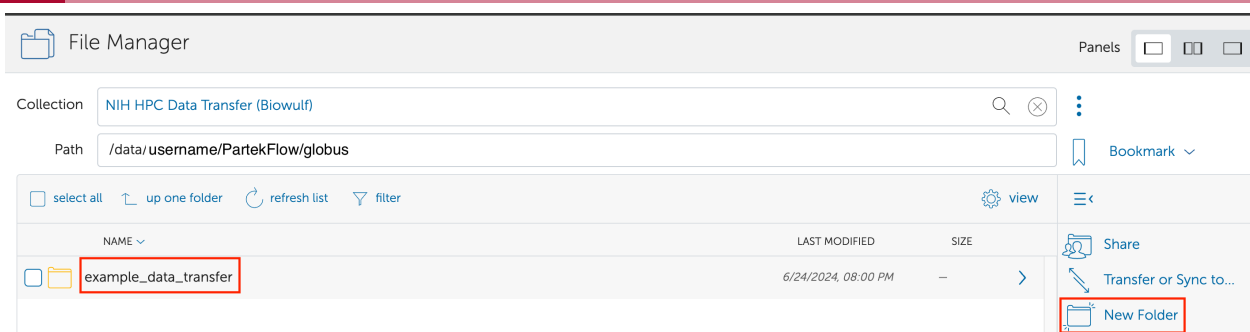 File Manager
Panels
Collection NIH HPC Data Transfer (Biowulf)
Path /data/username/PartekFlow/globus
Bookmark
select all up one folder refresh list filter view
NAME LAST MODIFIED SIZE
Share
example_data_transfer 6/24/2024, 08:00 PM —
Transfer or Sync to...
New Folder